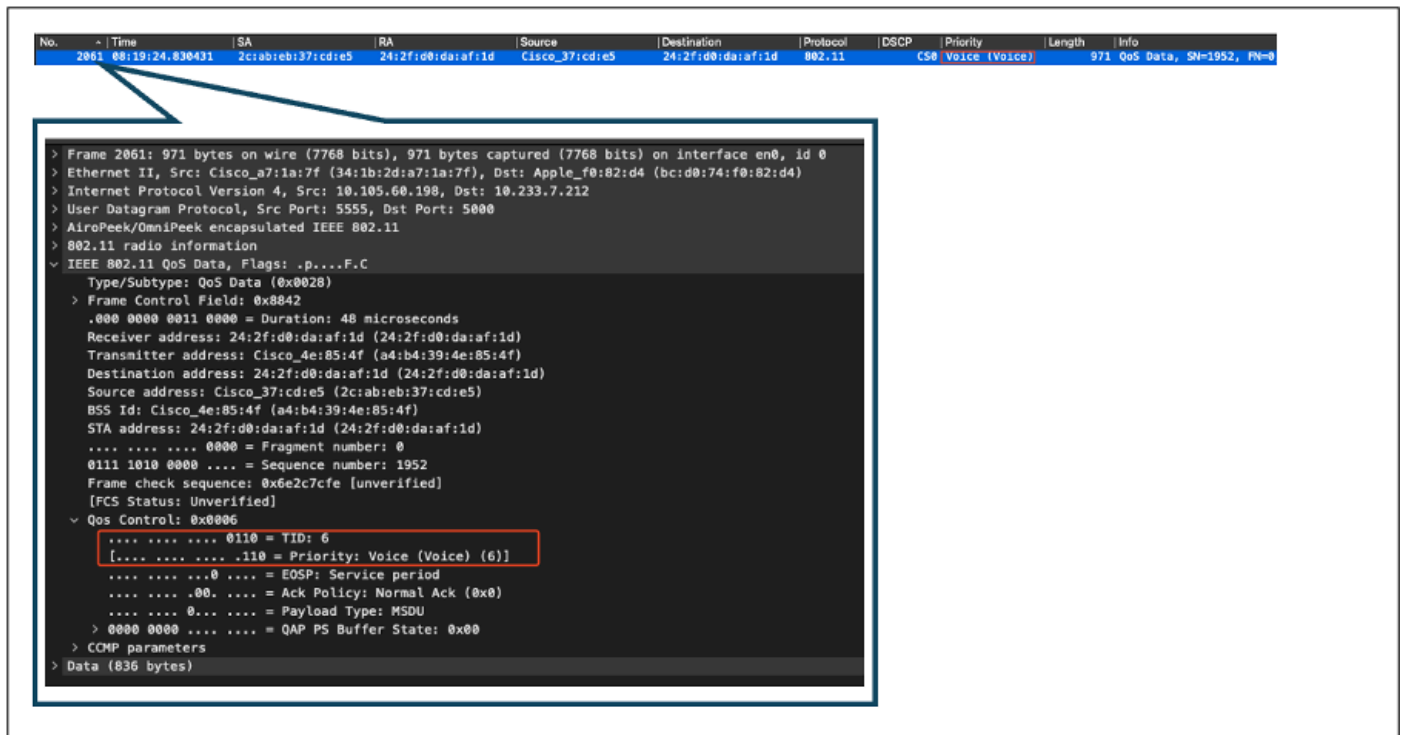 No. ^ | Time | SA | RA | Source | Destination | Protocol | DSCP | Priority | Length | Info
2061 08:19:24.830431 2c:ab:eb:37:cd:e5 24:2f:d0:da:af:1d Cisco_37:cd:e5 24:2f:d0:da:af:1d 802.11 CS0 Voice (Voice) 971 QoS Data, SN=1952, FN=0
> Frame 2061: 971 bytes on wire (7768 bits), 971 bytes captured (7768 bits) on interface en0, id 0
> Ethernet II, Src: Cisco_a7:1a:7f (34:1b:2d:a7:1a:7f), Dst: Apple_f0:82:d4 (bc:d0:74:f0:82:d4)
> Internet Protocol Version 4, Src: 10.105.60.198, Dst: 10.233.7.212
> User Datagram Protocol, Src Port: 5555, Dst Port: 5000
> AiroPeek/OmniPeek encapsulated IEEE 802.11
> 802.11 radio information
v IEEE 802.11 QoS Data, Flags: .p....F.C
Type/Subtype: QoS Data (0x0028)
> Frame Control Field: 0x8842
.000 0000 0011 0000 = Duration: 48 microseconds
Receiver address: 24:2f:d0:da:af:1d (24:2f:d0:da:af:1d)
Transmitter address: Cisco_4e:85:4f (a4:b4:39:4e:85:4f)
Destination address: 24:2f:d0:da:af:1d (24:2f:d0:da:af:1d)
Source address: Cisco_37:cd:e5 (2c:ab:eb:37:cd:e5)
BSS Id: Cisco_4e:85:4f (a4:b4:39:4e:85:4f)
STA address: 24:2f:d0:da:af:1d (24:2f:d0:da:af:1d)
.... .... .... 0000 = Fragment number: 0
0111 1010 0000 .... = Sequence number: 1952
Frame check sequence: 0x6e2c7cfe [unverified]
[FCS Status: Unverified]
v Qos Control: 0x0006
.... .... .... 0110 = TID: 6
[.... .... .... .110 = Priority: Voice (Voice) (6)]
.... .... ...0 .... = EOSP: Service period
.... .... .00. .... = Ack Policy: Normal Ack (0x0)
.... .... 0... .... = Payload Type: MSDU
> 0000 0000 .... .... = QAP PS Buffer State: 0x00
> CCMP parameters
> Data (836 bytes)